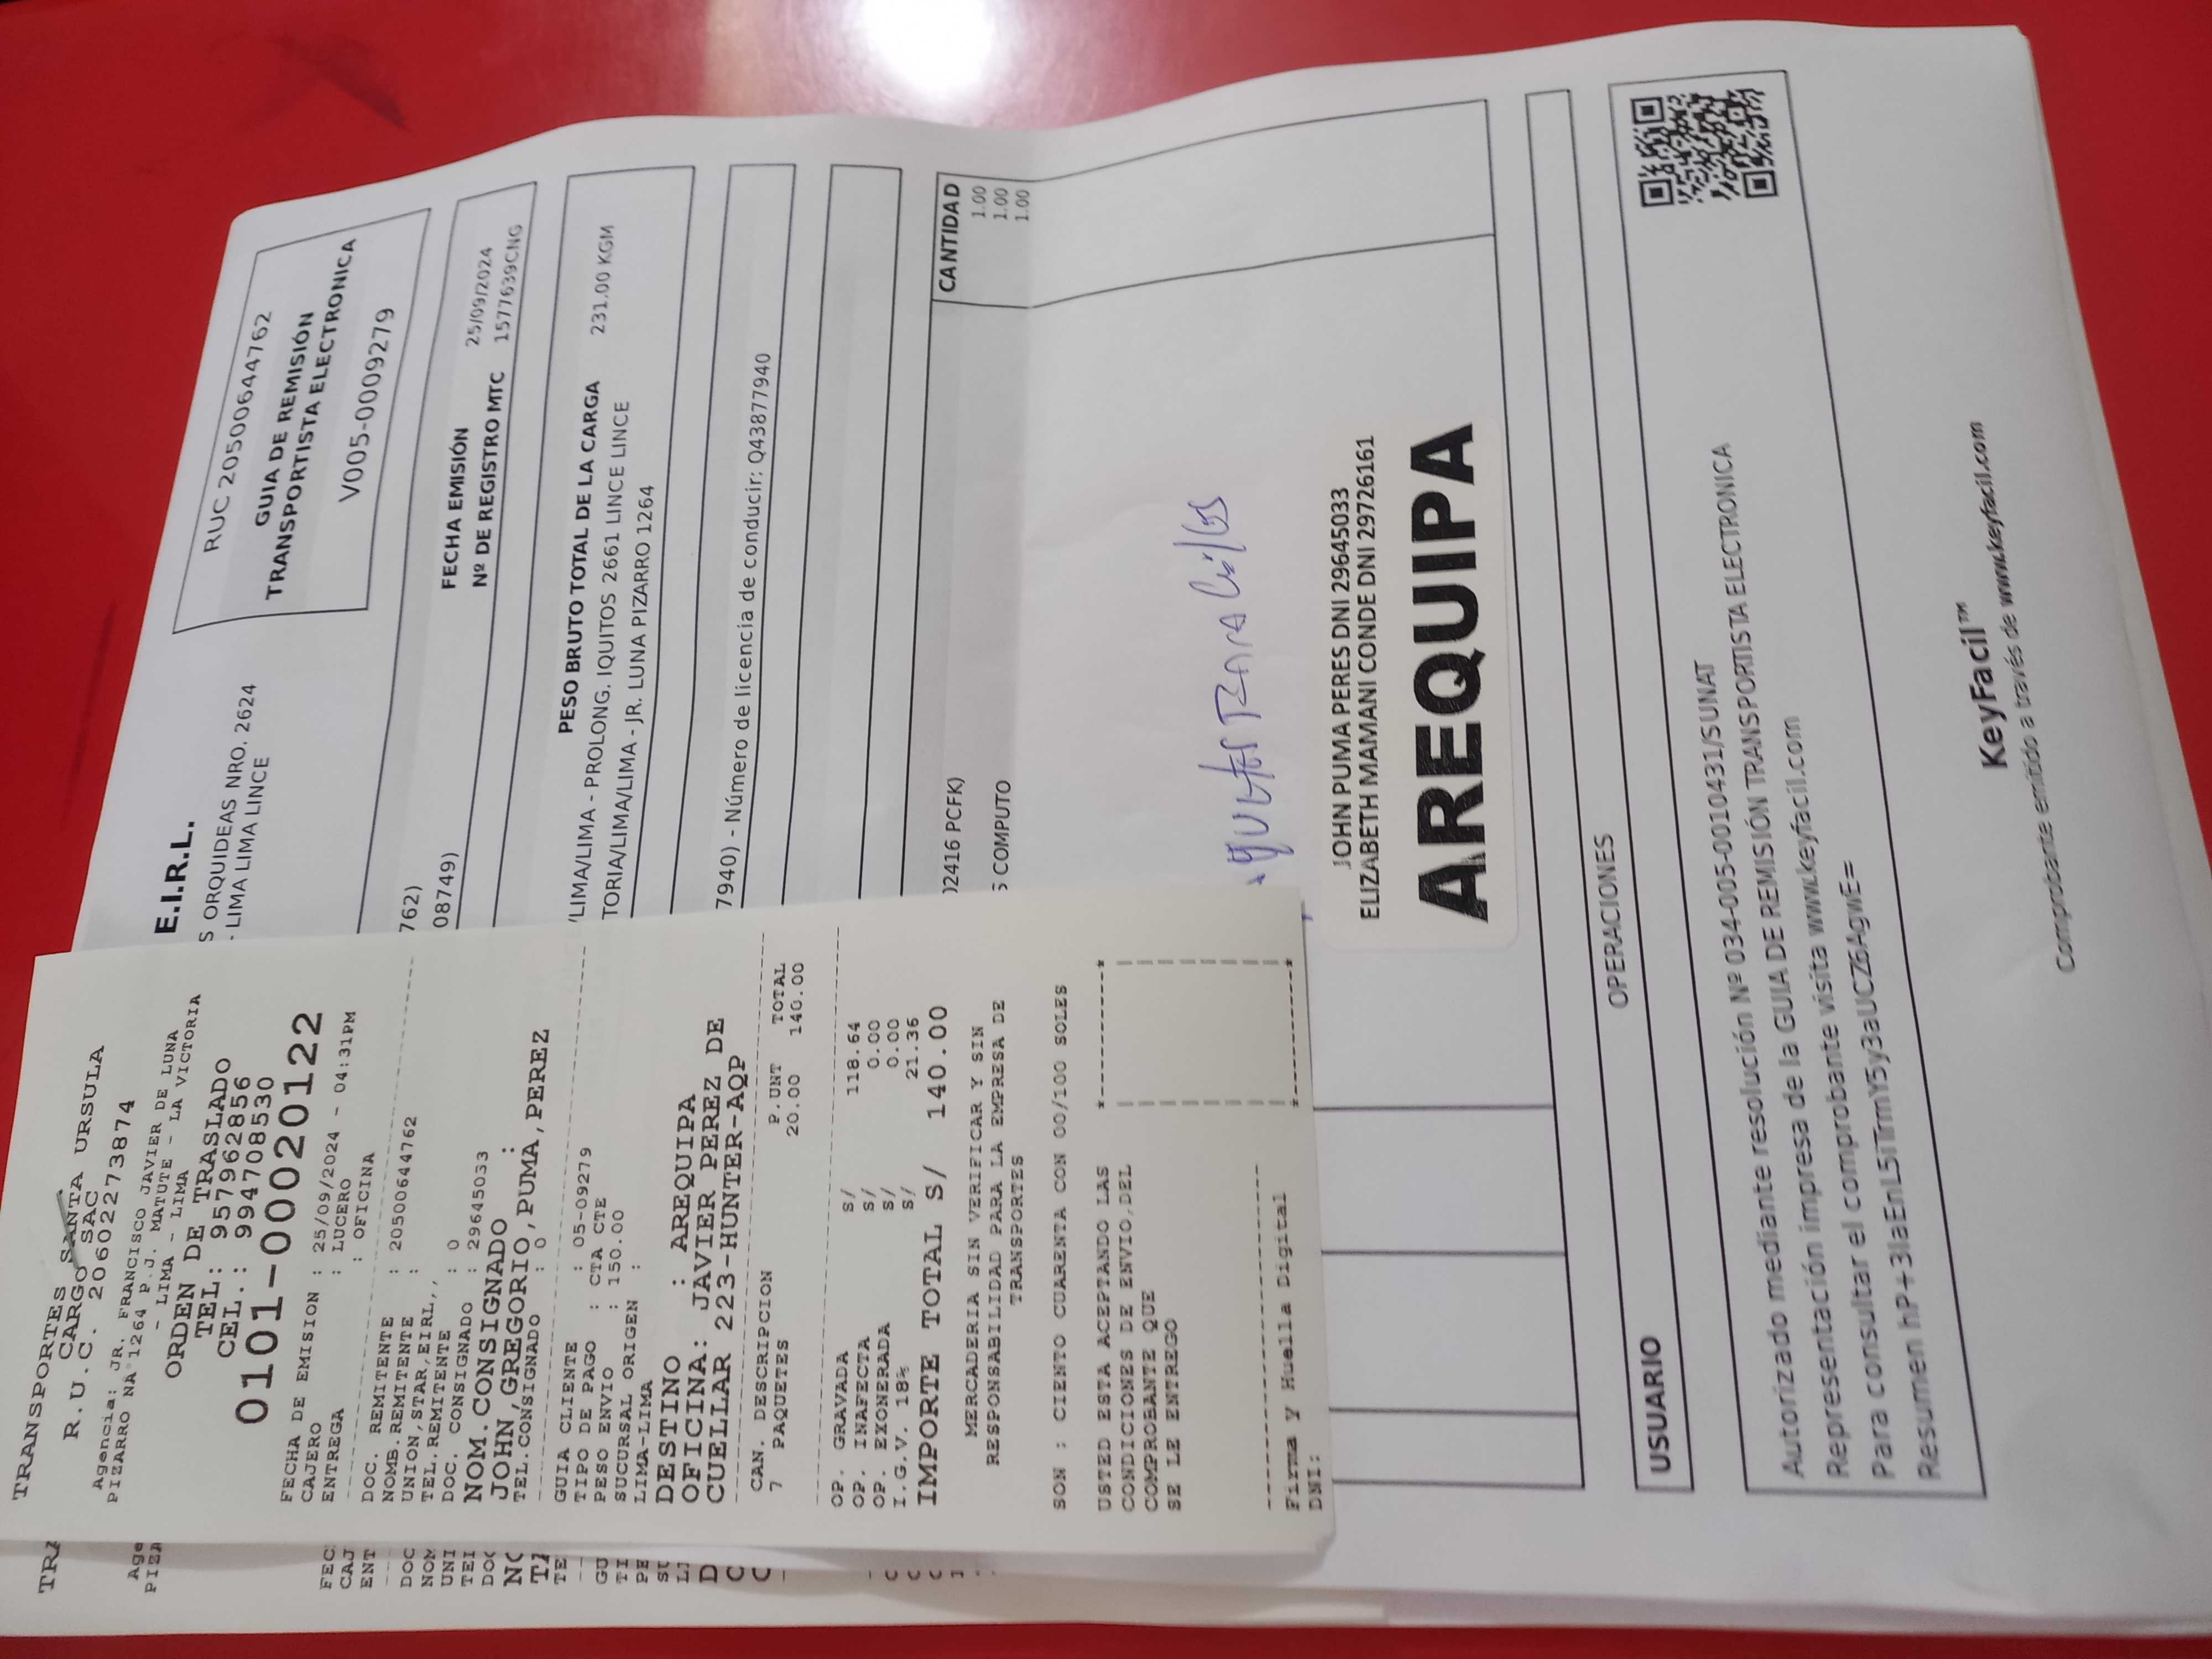 TRANSPORTES SANTA URSULA
CARGO SAC
R.U.C. 20602273874
Agencia: JR. FRANCISCO JAVIER DE LUNA
PIZARRO NA 1264 P.J. MATUTE - LA VICTORIA
- LIMA - LIMA
ORDEN DE TRASLADO
TEL: 957962856
CEL.: 994708530
0101-00020122
FECHA DE EMISION : 25/09/2024 - 04:31PM
CAJERO : LUCERO
ENTREGA : OFICINA
DOC. REMITENTE : 20500644762
NOMB.REMITENTE :
UNION,STAR,EIRL,,
TEL.REMITENTE : 0
DOC. CONSIGNADO : 29645033
NOM.CONSIGNADO :
JOHN,GREGORIO,PUMA,PEREZ
TEL.CONSIGNADO : 0
GUIA CLIENTE : 05-09279
TIPO DE PAGO : CTA CTE
PESO ENVIO : 150.00
SUCURSAL ORIGEN :
LIMA-LIMA
DESTINO : AREQUIPA
OFICINA: JAVIER PEREZ DE
CUELLAR 223-HUNTER-AQP
CAN. DESCRIPCION P.UNT TOTAL
7 PAQUETES 20.00 140.00
OP. GRAVADA S/ 118.64
OP. INAFECTA S/ 0.00
OP. EXONERADA S/ 0.00
I.G.V. 18% S/ 21.36
IMPORTE TOTAL S/ 140.00
MERCADERIA SIN VERIFICAR Y SIN
RESPONSABILIDAD PARA LA EMPRESA DE
TRANSPORTES
SON : CIENTO CUARENTA CON 00/100 SOLES
USTED ESTA ACEPTANDO LAS
CONDICIONES DE ENVIO,DEL
COMPROBANTE QUE
SE LE ENTREGO
Firma y Huella Digital
DNI:
E.I.R.L.
S ORQUIDEAS NRO. 2624
- LIMA LIMA LINCE
RUC 20500644762
GUIA DE REMISIÓN
TRANSPORTISTA ELECTRONICA
V005-0009279
762)
08749)
FECHA EMISIÓN 25/09/2024
Nº DE REGISTRO MTC 1577639CNG
PESO BRUTO TOTAL DE LA CARGA 231.00 KGM
/LIMA/LIMA - PROLONG. IQUITOS 2661 LINCE LINCE
TORIA/LIMA/LIMA - JR. LUNA PIZARRO 1264
7940) - Número de licencia de conducir: Q43877940
CANTIDAD
)2416 PCFK) 1.00
1.00
S COMPUTO 1.00
JOHN PUMA PERES DNI 29645033
ELIZABETH MAMANI CONDE DNI 29726161
AREQUIPA
OPERACIONES
USUARIO
Autorizado mediante resolución Nº 034-005-0010431/SUNAT
Representación impresa de la GUIA DE REMISIÓN TRANSPORTISTA ELECTRONICA
Para consultar el comprobante visita www.keyfacil.com
Resumen hP+3IaEnL5iTrmY5y3aUCZ6AgwE=
KeyFacil™
Comprobante emitido a través de www.keyfacil.com